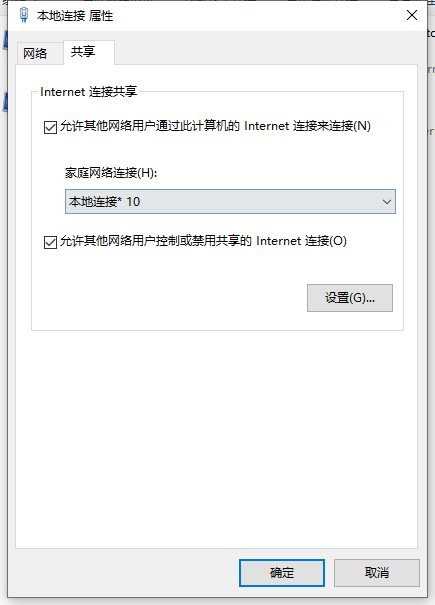 本地连接 属性
网络
共享
Internet 连接共享
允许其他网络用户通过此计算机的 Internet 连接来连接(N)
家庭网络连接(H):
本地连接* 10
允许其他网络用户控制或禁用共享的 Internet 连接(O)
设置(G)...
确定
取消